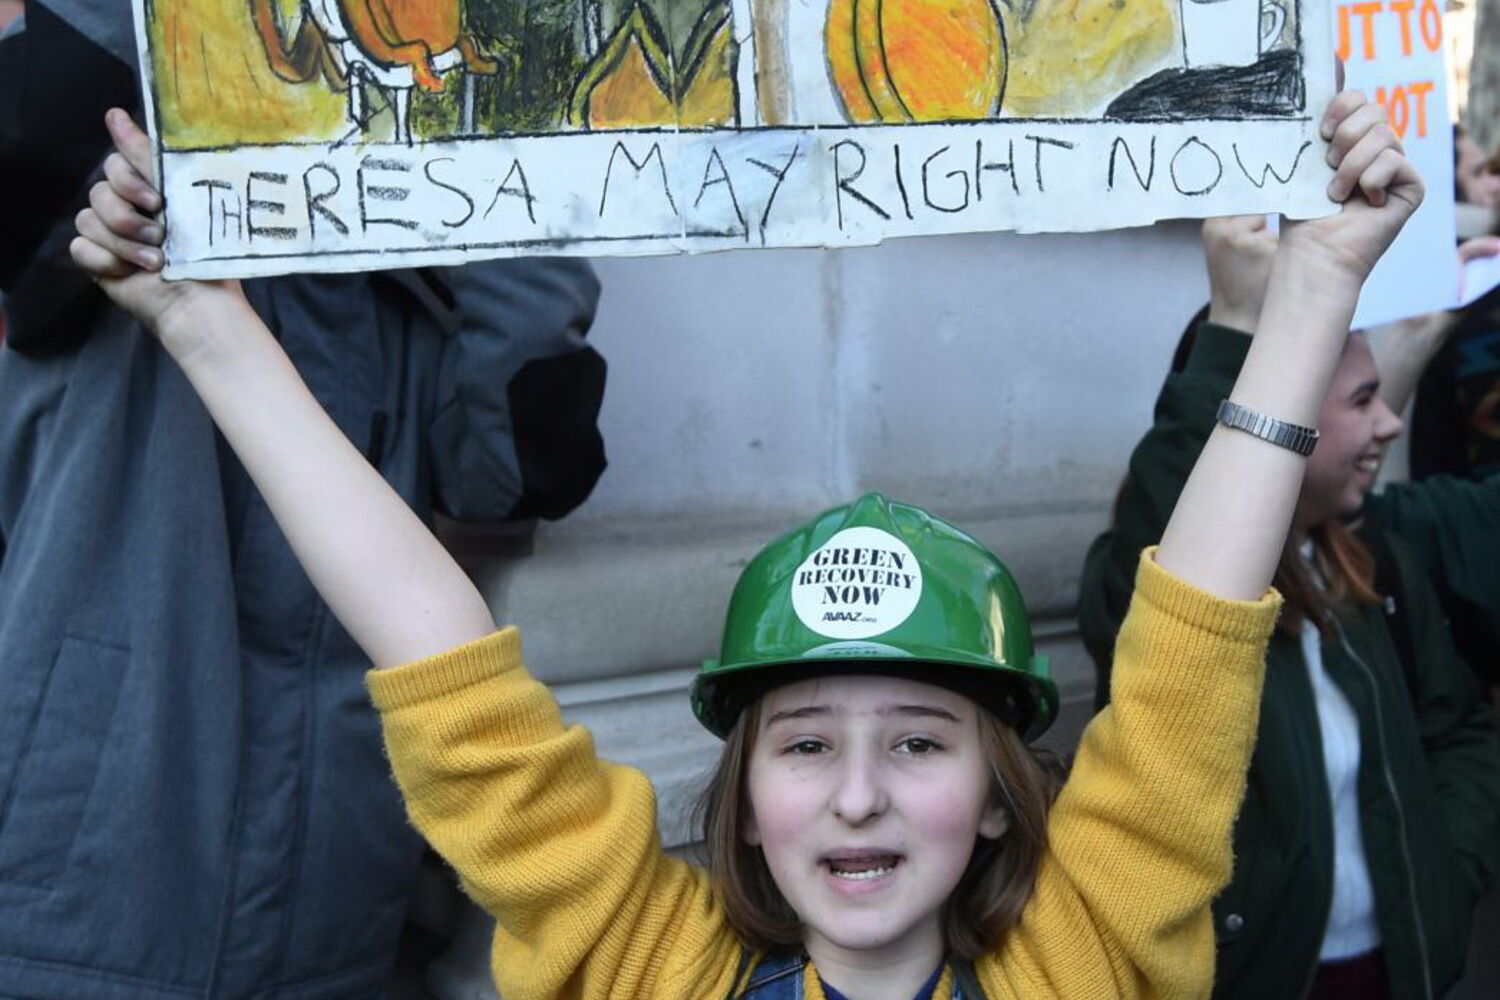 THERESA MAY RIGHT NOW
GREEN
RECOVERY
NOW
AVAAZ.ORG